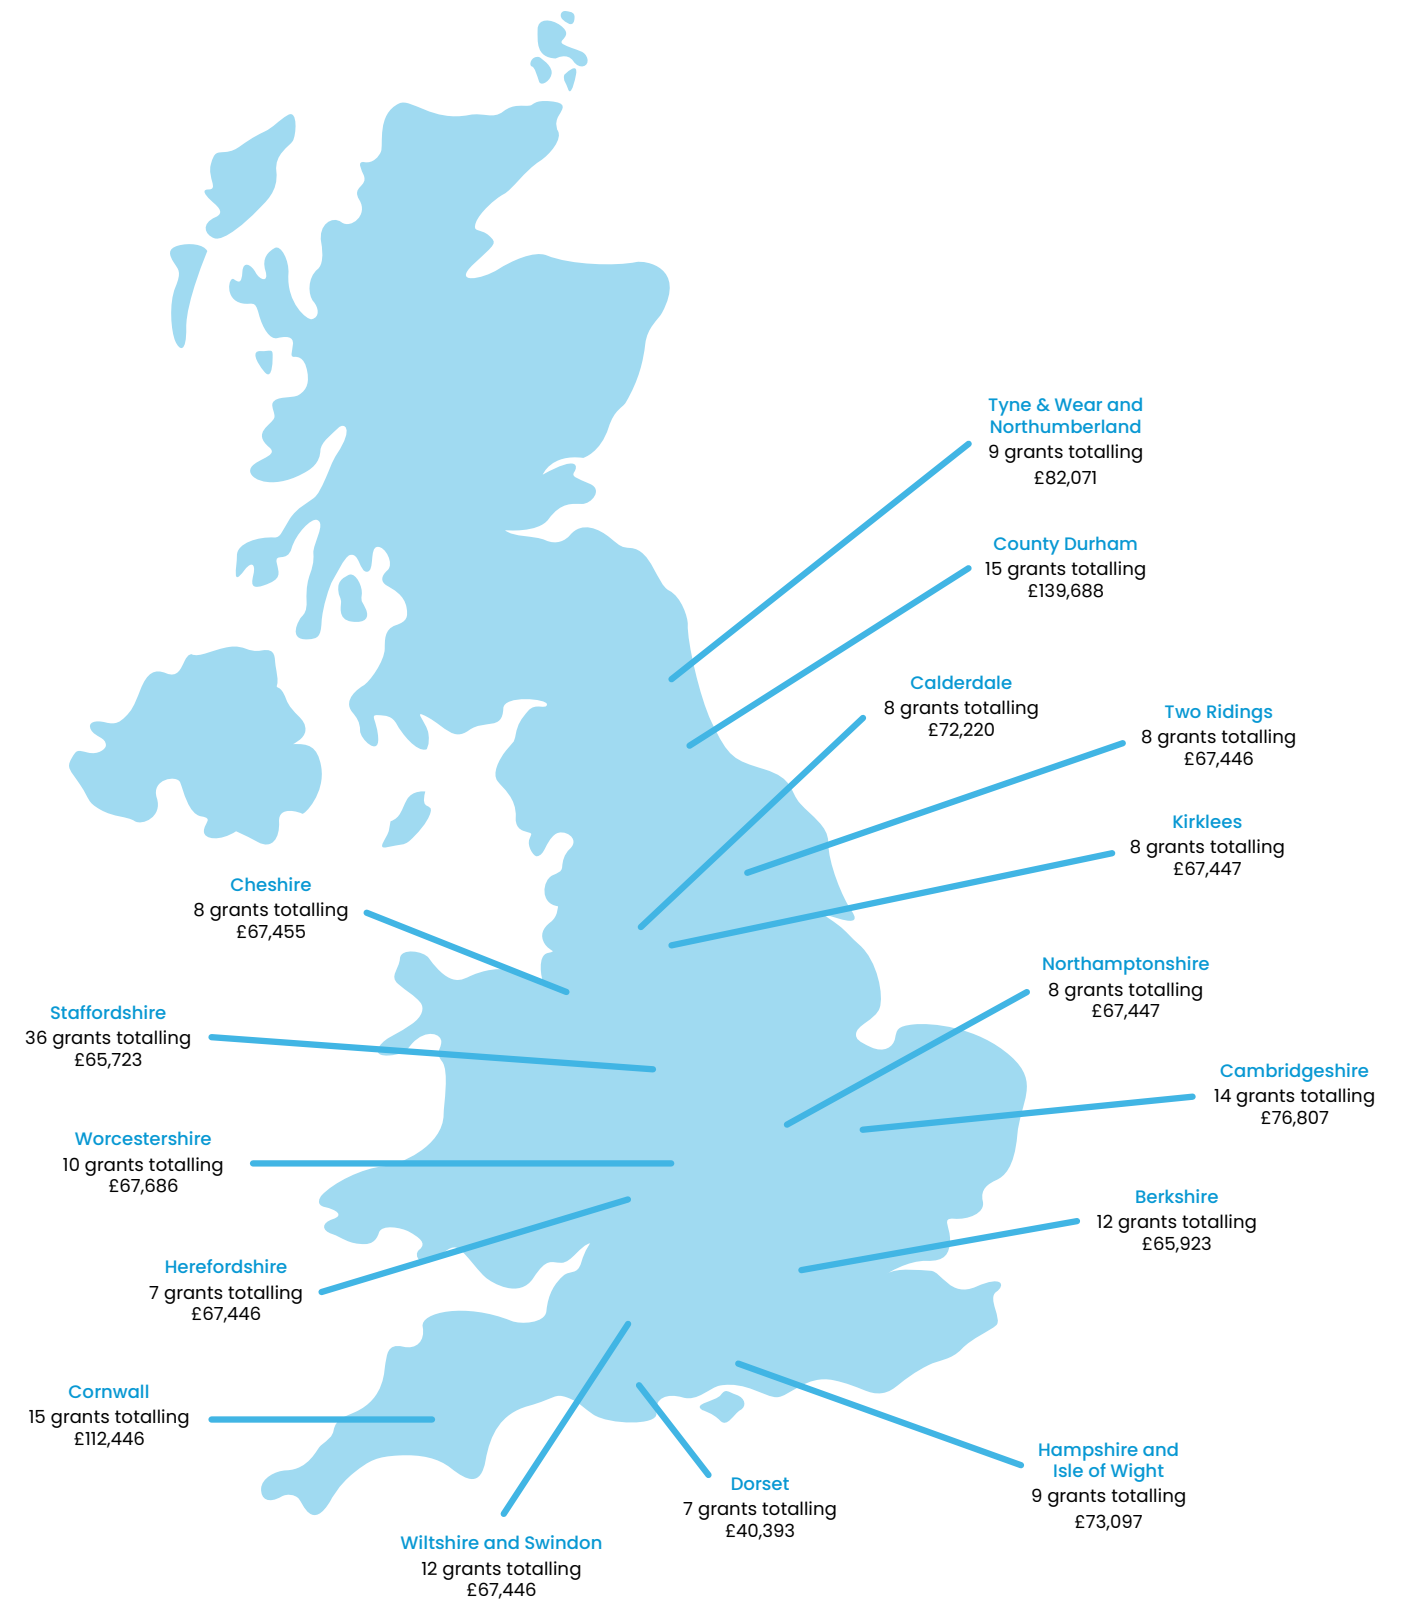 Tyne & Wear and
Northumberland
9 grants totalling
£82,071
County Durham
15 grants totalling
£139,688
Calderdale
8 grants totalling
£72,220
Two Ridings
8 grants totalling
£67,446
Kirklees
8 grants totalling
£67,447
Cheshire
8 grants totalling
£67,455
Northamptonshire
8 grants totalling
£67,447
Staffordshire
36 grants totalling
£65,723
Cambridgeshire
14 grants totalling
£76,807
Worcestershire
10 grants totalling
£67,686
Berkshire
12 grants totalling
£65,923
Herefordshire
7 grants totalling
£67,446
Cornwall
15 grants totalling
£112,446
Hampshire and
Isle of Wight
9 grants totalling
£73,097
Dorset
7 grants totalling
£40,393
Wiltshire and Swindon
12 grants totalling
£67,446